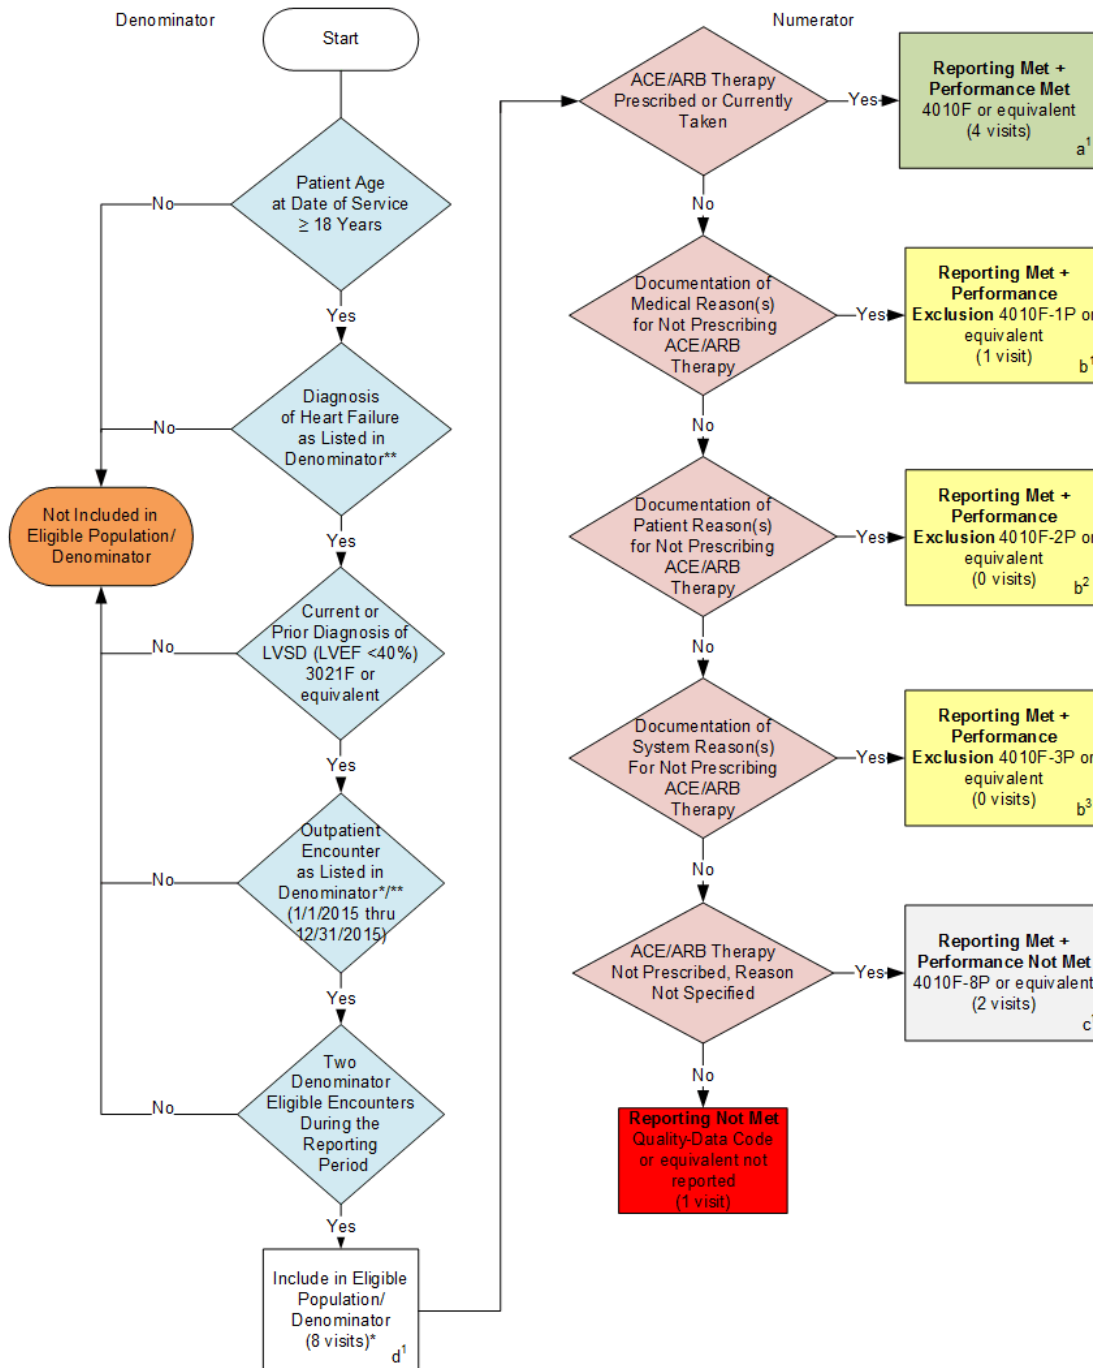 Denominator
Numerator
Start
Patient Age
at Date of Service
≥ 18 Years
No
Yes
Diagnosis
of Heart Failure
as Listed in
Denominator**
No
Yes
Not Included in
Eligible Population/
Denominator
Current or
Prior Diagnosis of
LVSD (LVEF <40%)
3021F or
equivalent
No
Yes
Outpatient
Encounter
as Listed in
Denominator*/**
(1/1/2015 thru
12/31/2015)
No
Yes
Two
Denominator
Eligible Encounters
During the
Reporting
Period
No
Yes
Include in Eligible
Population/
Denominator
(8 visits)*
d1
ACE/ARB Therapy
Prescribed or Currently
Taken
Yes
Reporting Met +
Performance Met
4010F or equivalent
(4 visits)
a1
No
Documentation of
Medical Reason(s)
for Not Prescribing
ACE/ARB
Therapy
Yes
Reporting Met +
Performance
Exclusion 4010F-1P or
equivalent
(1 visit)
b1
No
Documentation of
Patient Reason(s)
for Not Prescribing
ACE/ARB
Therapy
Yes
Reporting Met +
Performance
Exclusion 4010F-2P or
equivalent
(0 visits)
b2
No
Documentation of
System Reason(s)
For Not Prescribing
ACE/ARB
Therapy
Yes
Reporting Met +
Performance
Exclusion 4010F-3P or
equivalent
(0 visits)
b3
No
ACE/ARB Therapy
Not Prescribed, Reason
Not Specified
Yes
Reporting Met +
Performance Not Met
4010F-8P or equivalent
(2 visits)
c1
No
Reporting Not Met
Quality-Data Code
or equivalent not
reported
(1 visit)